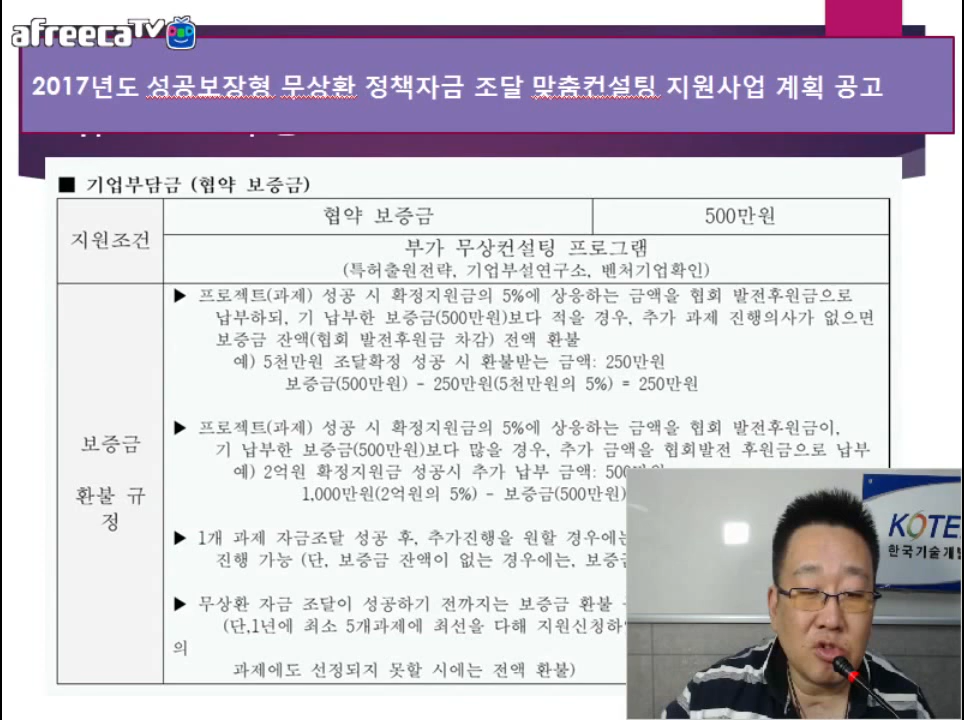 afreecaTV
2017년도 성공보장형 무상환 정책자금 조달 맞춤컨설팅 지원사업 계획 공고
■ 기업부담금 (협약 보증금)
지원조건
협약 보증금
500만원
부가 무상컨설팅 프로그램
(특허출원전략, 기업부설연구소, 벤처기업확인)
보증금
환불 규
정
▶ 프로젝트(과제) 성공 시 확정지원금의 5%에 상응하는 금액을 협회 발전후원금으로
납부하되, 기 납부한 보증금(500만원)보다 적을 경우, 추가 과제 진행의사가 없으면
보증금 잔액(협회 발전후원금 차감) 전액 환불
예) 5천만원 조달확정 성공 시 환불받는 금액: 250만원
보증금(500만원) - 250만원(5천만원의 5%) = 250만원
▶ 프로젝트(과제) 성공 시 확정지원금의 5%에 상응하는 금액을 협회 발전후원금이,
기 납부한 보증금(500만원)보다 많을 경우, 추가 금액을 협회발전 후원금으로 납부
예) 2억원 확정지원금 성공시 추가 납부 금액: 500만원
1,000만원(2억원의 5%) - 보증금(500만원)
▶ 1개 과제 자금조달 성공 후, 추가진행을 원할 경우에는
진행 가능 (단, 보증금 잔액이 없는 경우에는, 보증금
▶ 무상환 자금 조달이 성공하기 전까지는 보증금 환불
(단,1년에 최소 5개과제에 최선을 다해 지원신청하
의
과제에도 선정되지 못할 시에는 전액 환불)
KOTE
한국기술개발